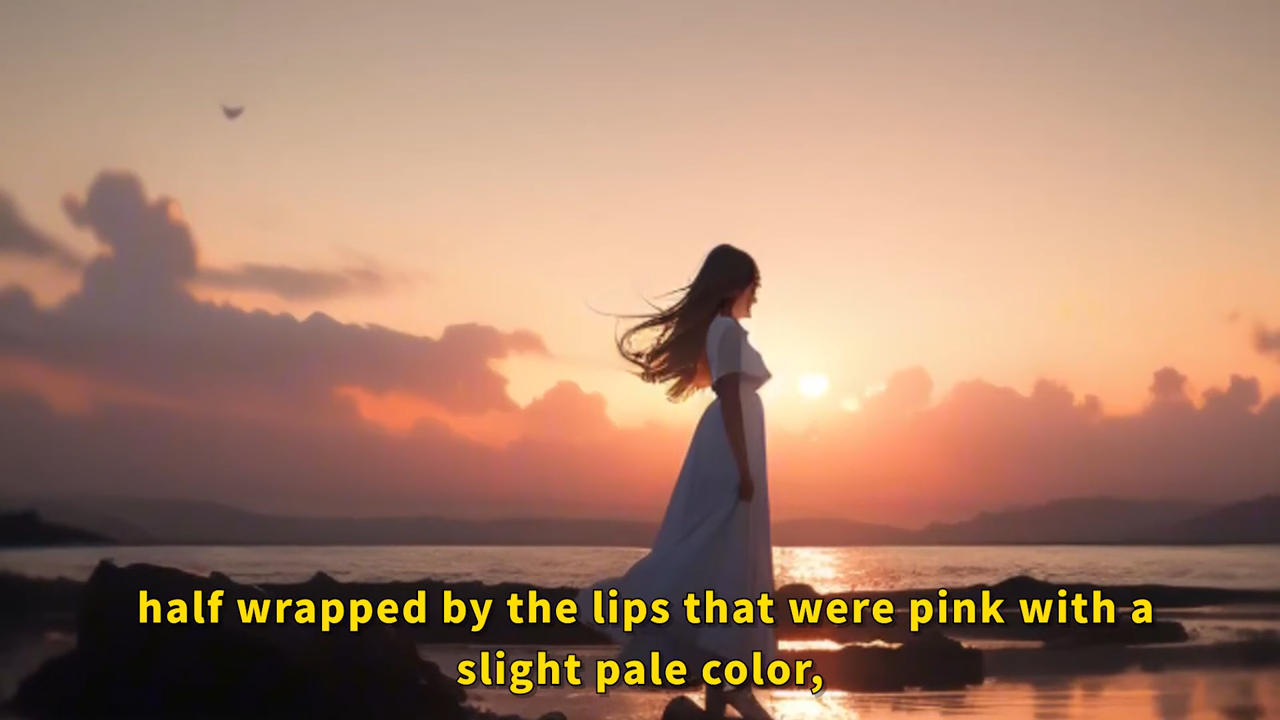 half wrapped by the lips that were pink with a
slight pale color,